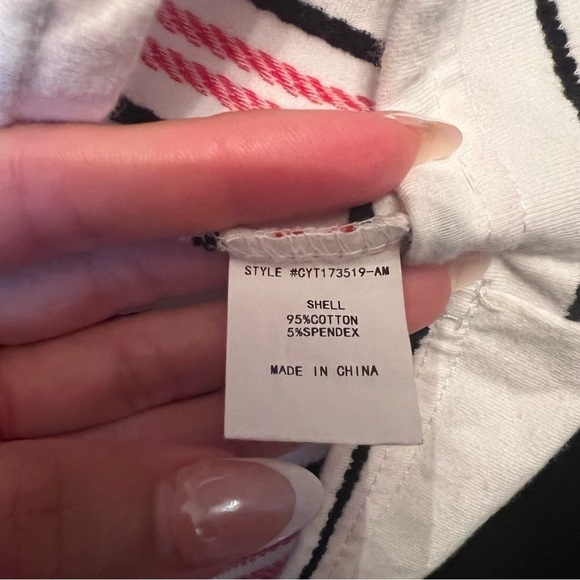 STYLE #CYT173519-AM
SHELL
95%COTTON
5%SPENDEX
MADE IN CHINA